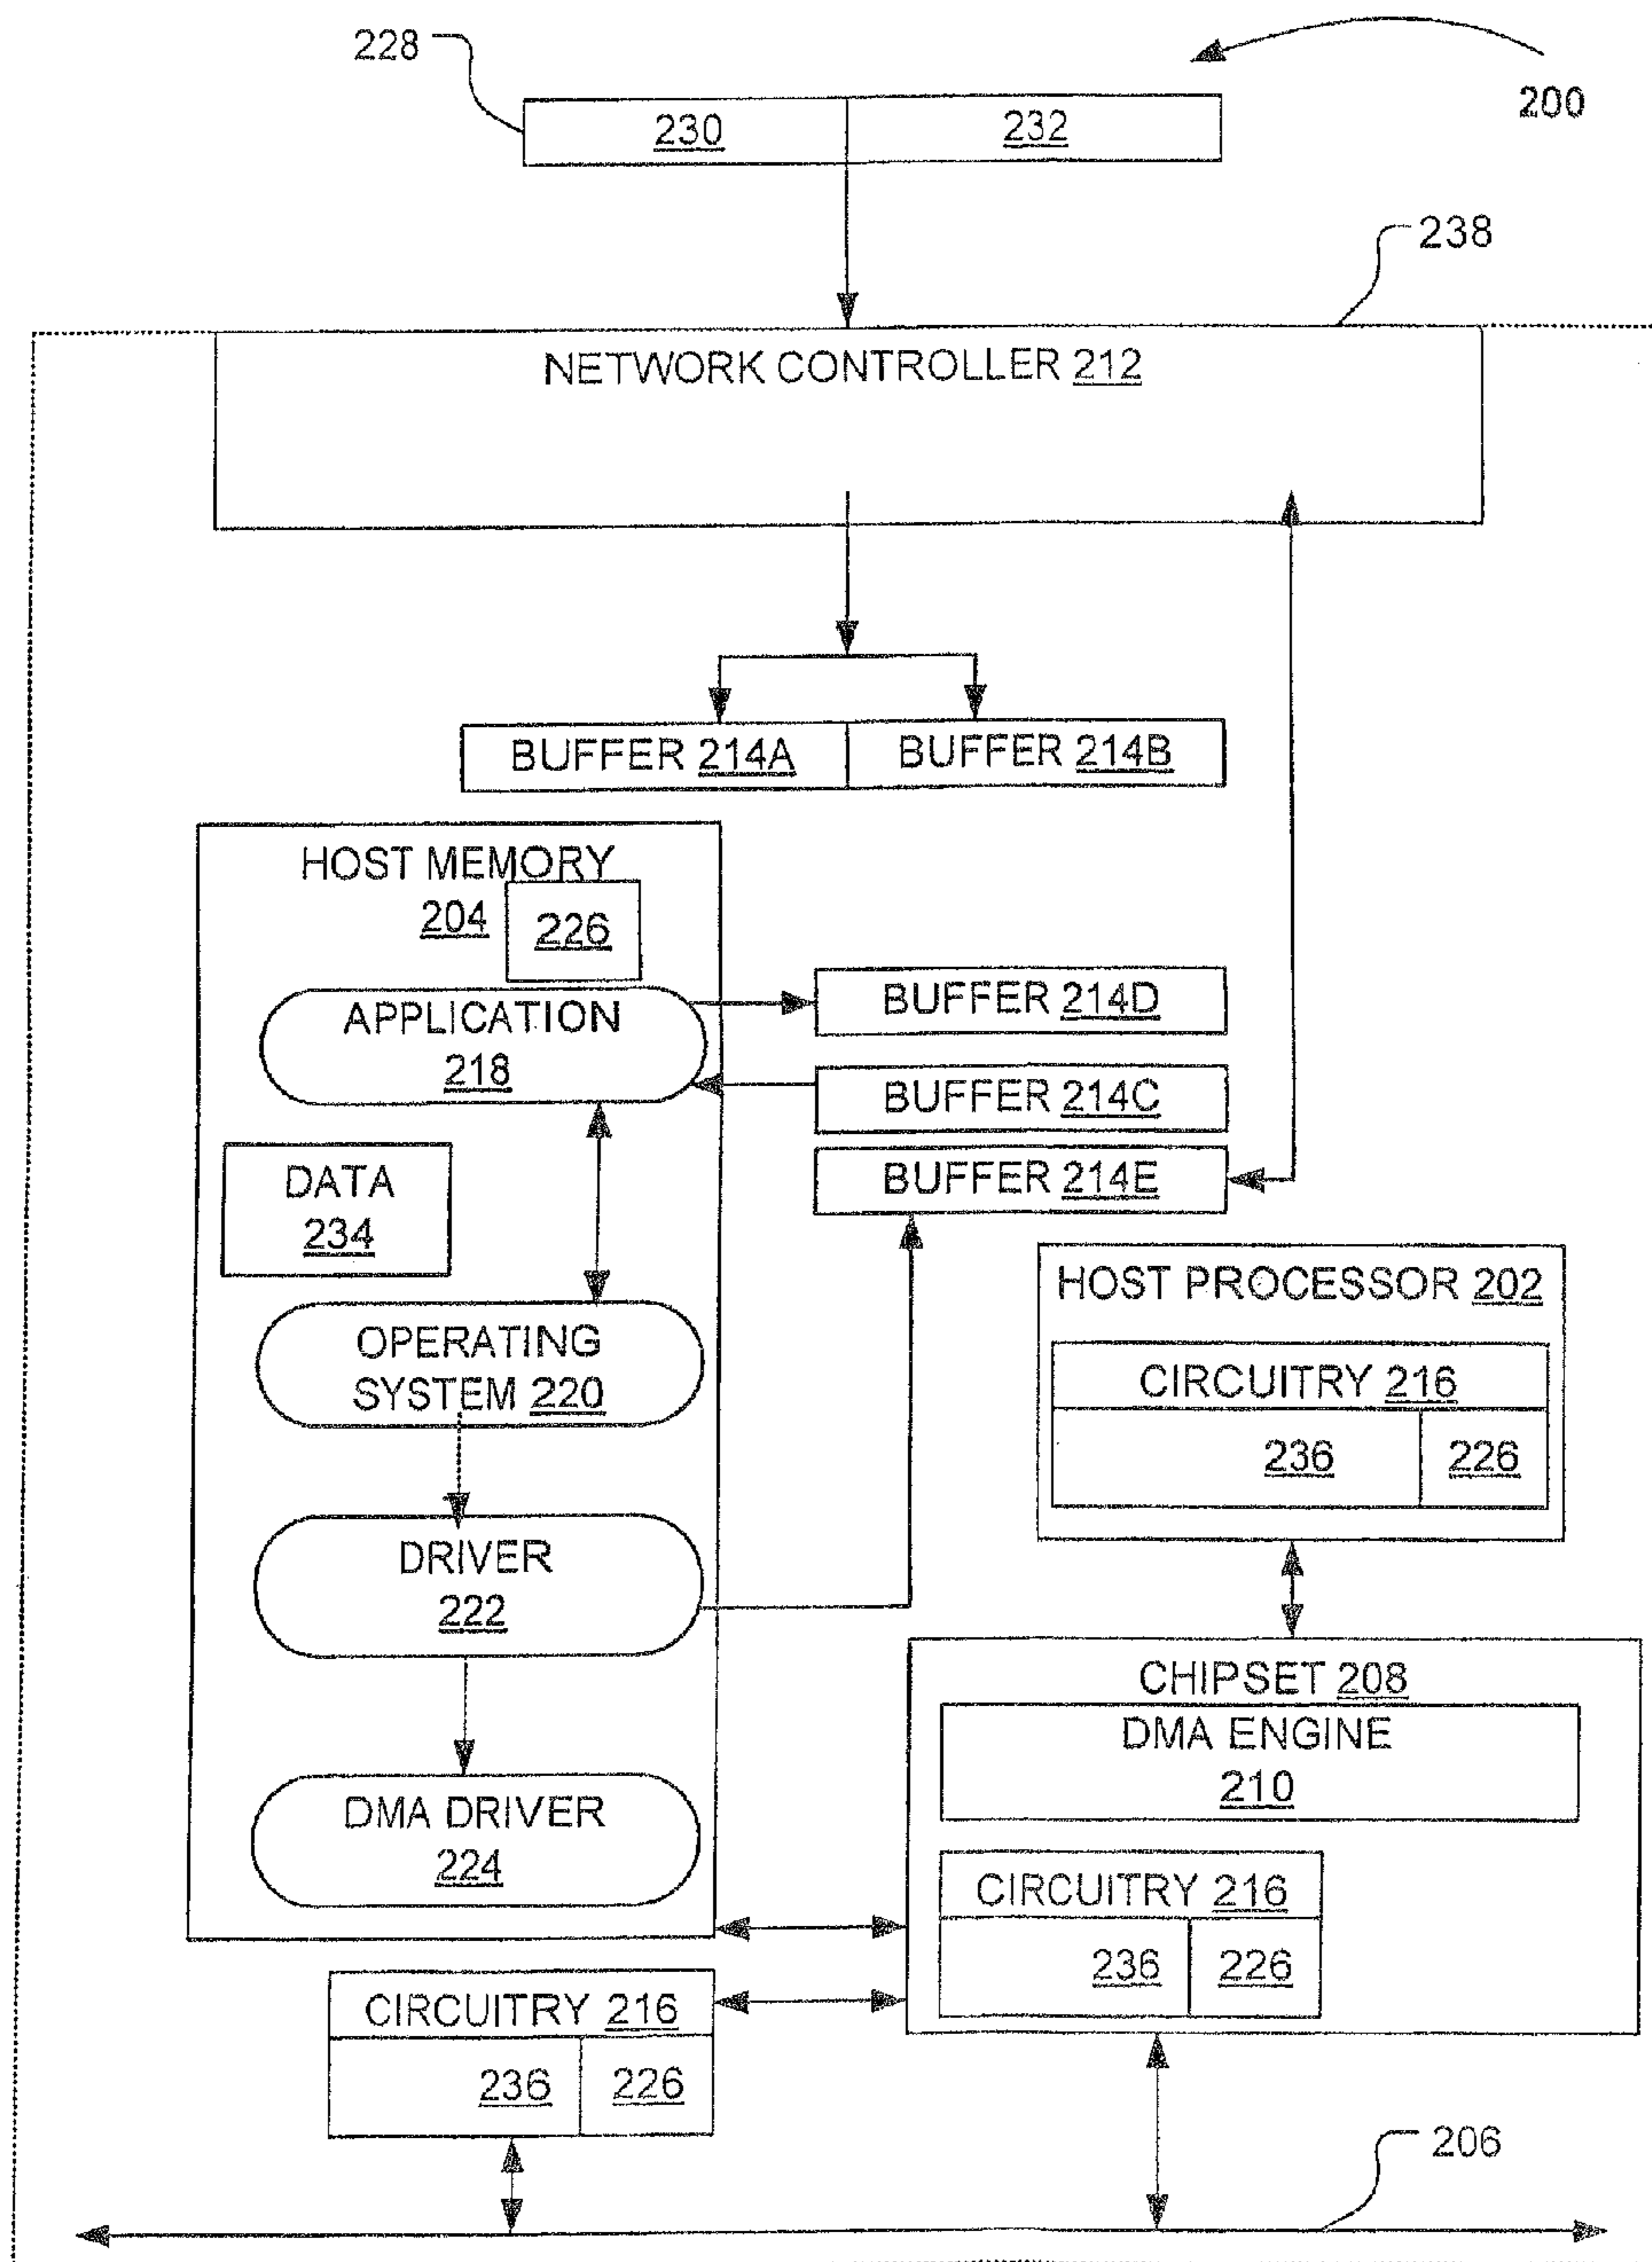 228
200
230
232
238
NETWORK CONTROLLER 212
BUFFER 214A
BUFFER 214B
HOST MEMORY
204
226
APPLICATION
218
BUFFER 214D
BUFFER 214C
BUFFER 214E
DATA
234
HOST PROCESSOR 202
CIRCUITRY 216
236
226
OPERATING
SYSTEM 220
DRIVER
222
CHIPSET 208
DMA ENGINE
210
DMA DRIVER
224
CIRCUITRY 216
236
226
CIRCUITRY 216
236
226
206